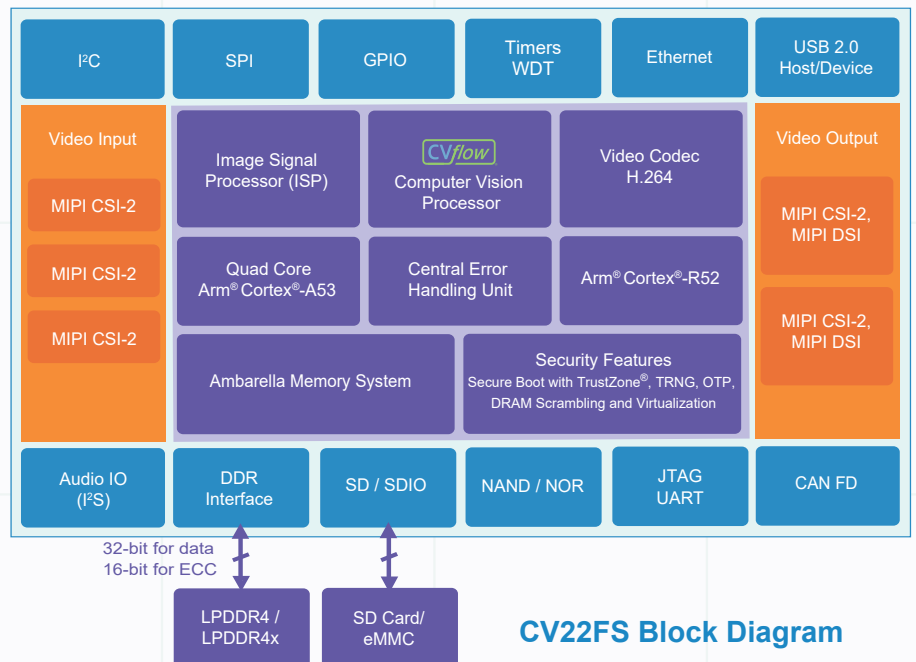 I²C
SPI
GPIO
Timers
WDT
Ethernet
USB 2.0
Host/Device
Video Input
MIPI CSI-2
MIPI CSI-2
MIPI CSI-2
Image Signal
Processor (ISP)
CVflow
Computer Vision
Processor
Video Codec
H.264
Quad Core
Arm® Cortex®-A53
Central Error
Handling Unit
Arm® Cortex®-R52
Ambarella Memory System
Security Features
Secure Boot with TrustZone®, TRNG, OTP,
DRAM Scrambling and Virtualization
Video Output
MIPI CSI-2,
MIPI DSI
MIPI CSI-2,
MIPI DSI
Audio IO
(I²S)
DDR
Interface
SD / SDIO
NAND / NOR
JTAG
UART
CAN FD
32-bit for data
16-bit for ECC
LPDDR4 /
LPDDR4x
SD Card/
eMMC
CV22FS Block Diagram